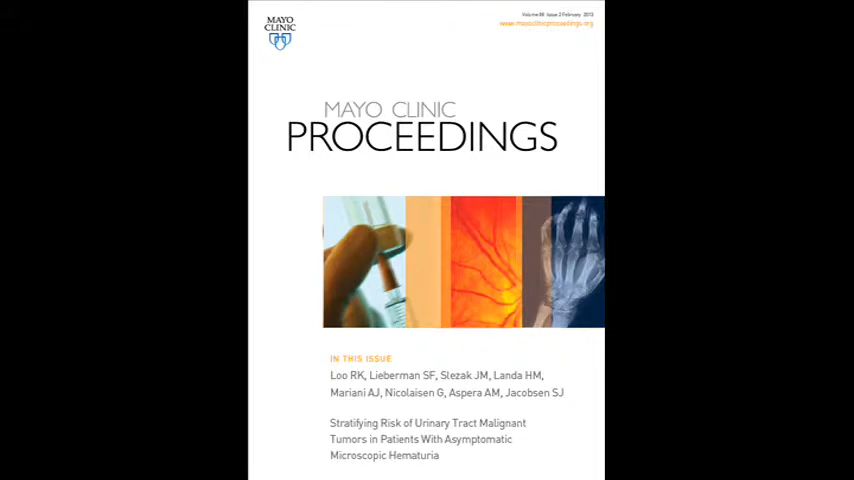 MAYO
CLINIC
Volume 88 Issue 2 February 2013
www.mayoclinicproceedings.org
MAYO CLINIC
PROCEEDINGS
IN THIS ISSUE
Loo RK, Lieberman SF, Slezak JM, Landa HM,
Mariani AJ, Nicolaisen G, Aspera AM, Jacobsen SJ
Stratifying Risk of Urinary Tract Malignant
Tumors in Patients With Asymptomatic
Microscopic Hematuria